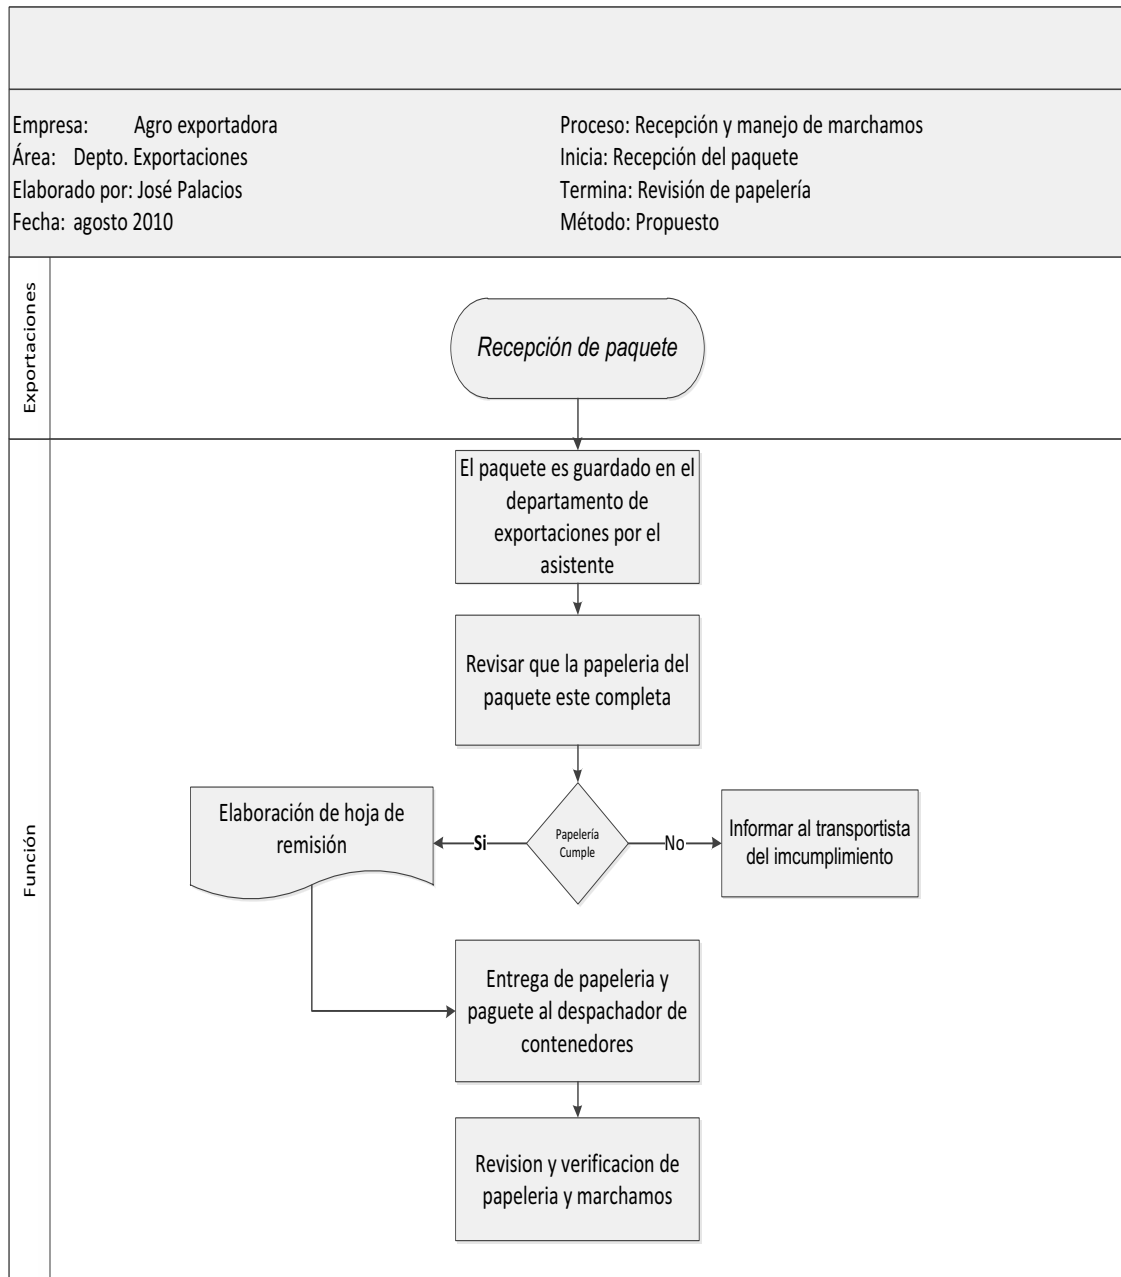 Empresa: Agro exportadora
Área: Depto. Exportaciones
Elaborado por: José Palacios
Fecha: agosto 2010
Proceso: Recepción y manejo de marchamos
Inicia: Recepción del paquete
Termina: Revisión de papelería
Método: Propuesto
Exportaciones
Recepción de paquete
Función
El paquete es guardado en el
departamento de
exportaciones por el
asistente
Revisar que la papeleria del
paquete este completa
Papelería
Cumple
Si
No
Elaboración de hoja de
remisión
Informar al transportista
del imcumplimiento
Entrega de papeleria y
paguete al despachador de
contenedores
Revision y verificacion de
papeleria y marchamos